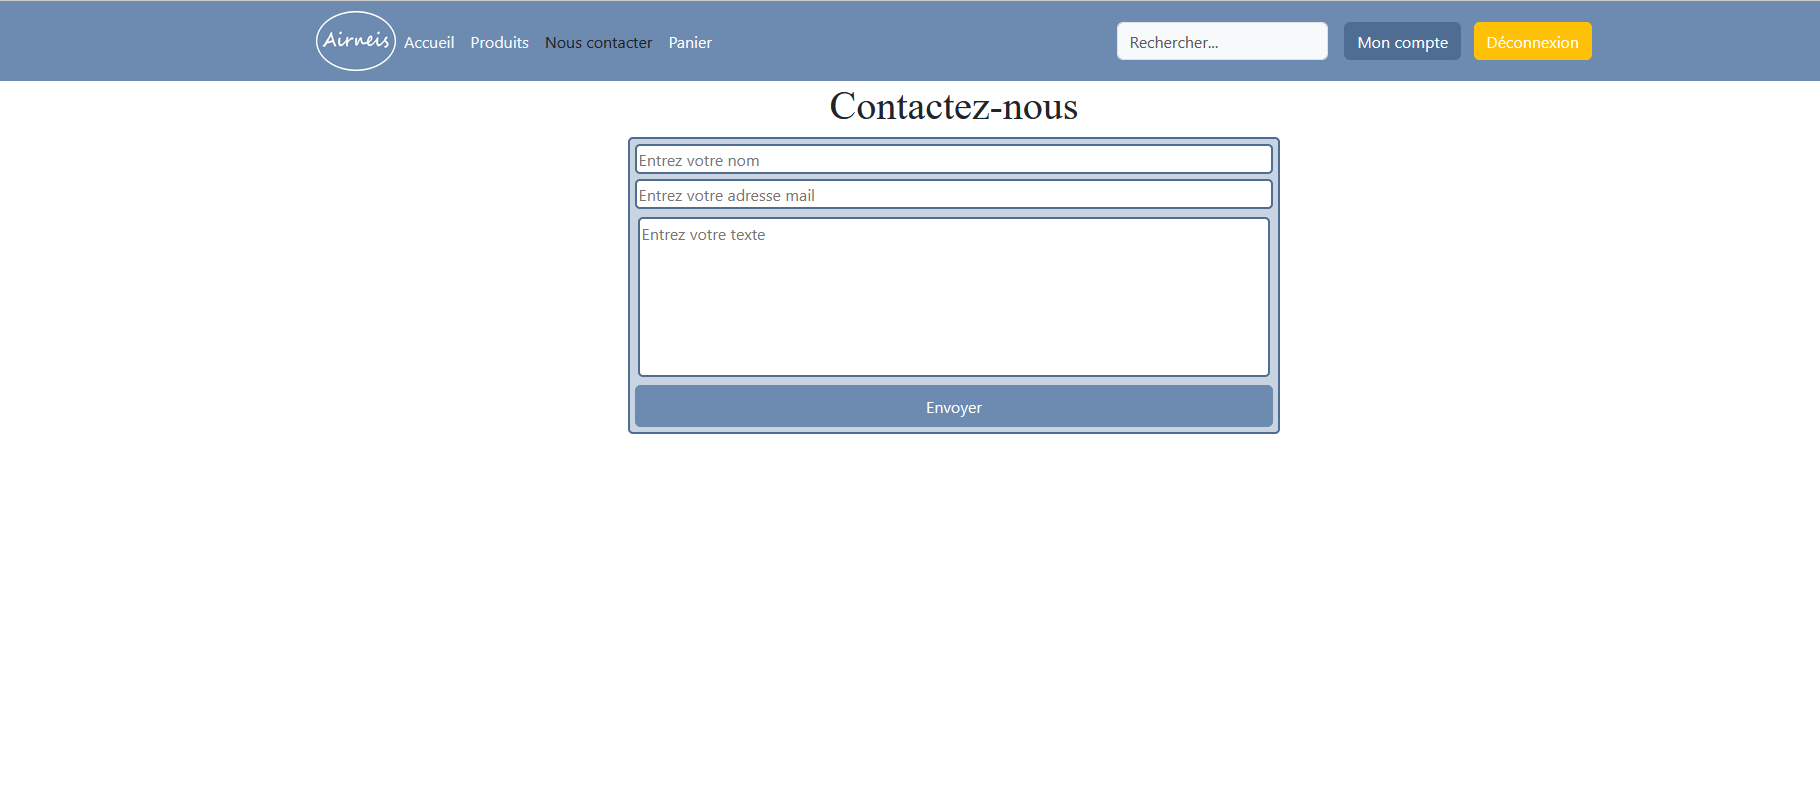 Airneis Accueil Produits Nous contacter Panier Rechercher... Mon compte Déconnexion
Contactez-nous
Entrez votre nom
Entrez votre adresse mail
Entrez votre texte
Envoyer